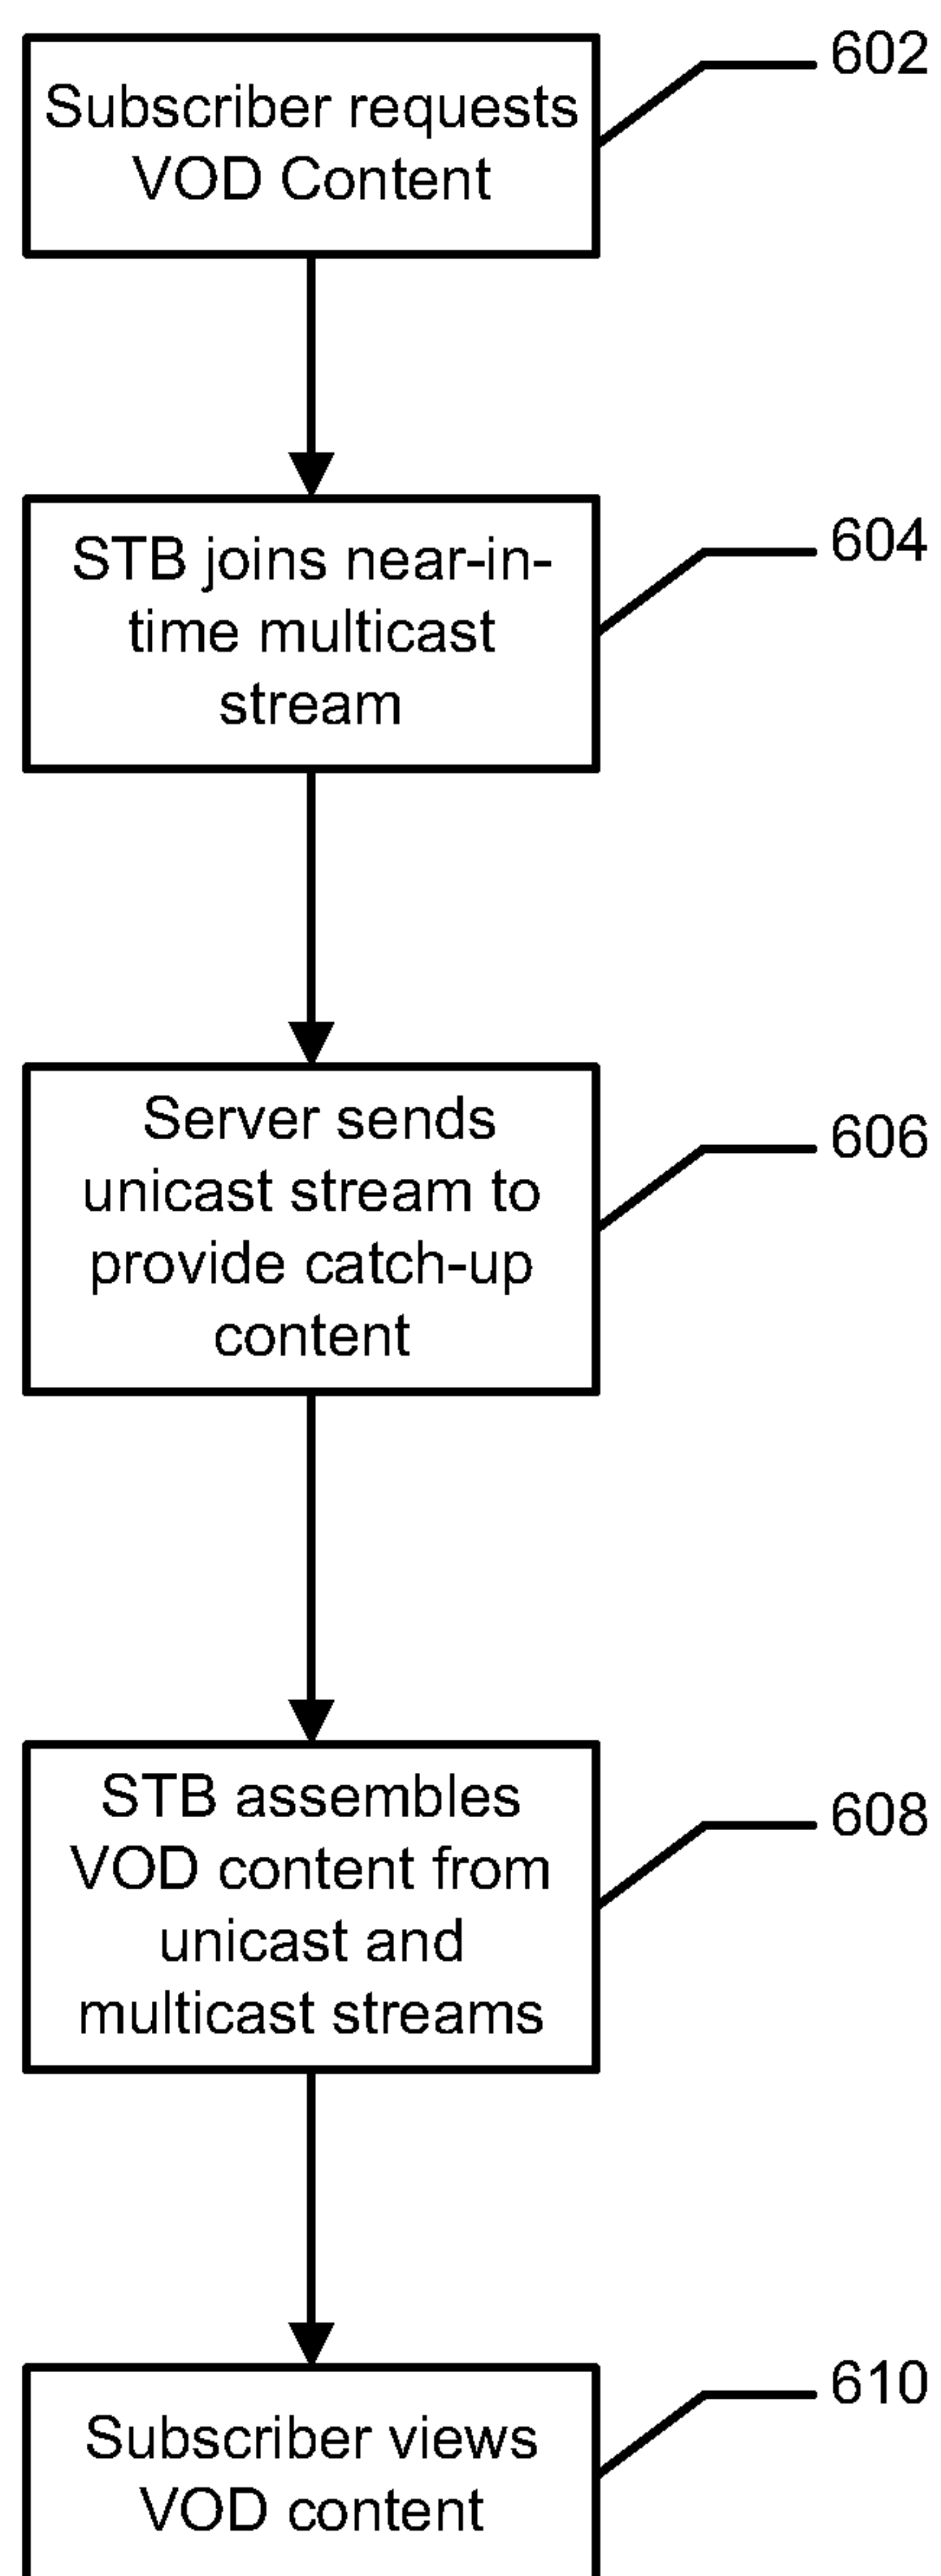 Subscriber requests
VOD Content
602
STB joins near-in-
time multicast
stream
604
Server sends
unicast stream to
provide catch-up
content
606
STB assembles
VOD content from
unicast and
multicast streams
608
Subscriber views
VOD content
610